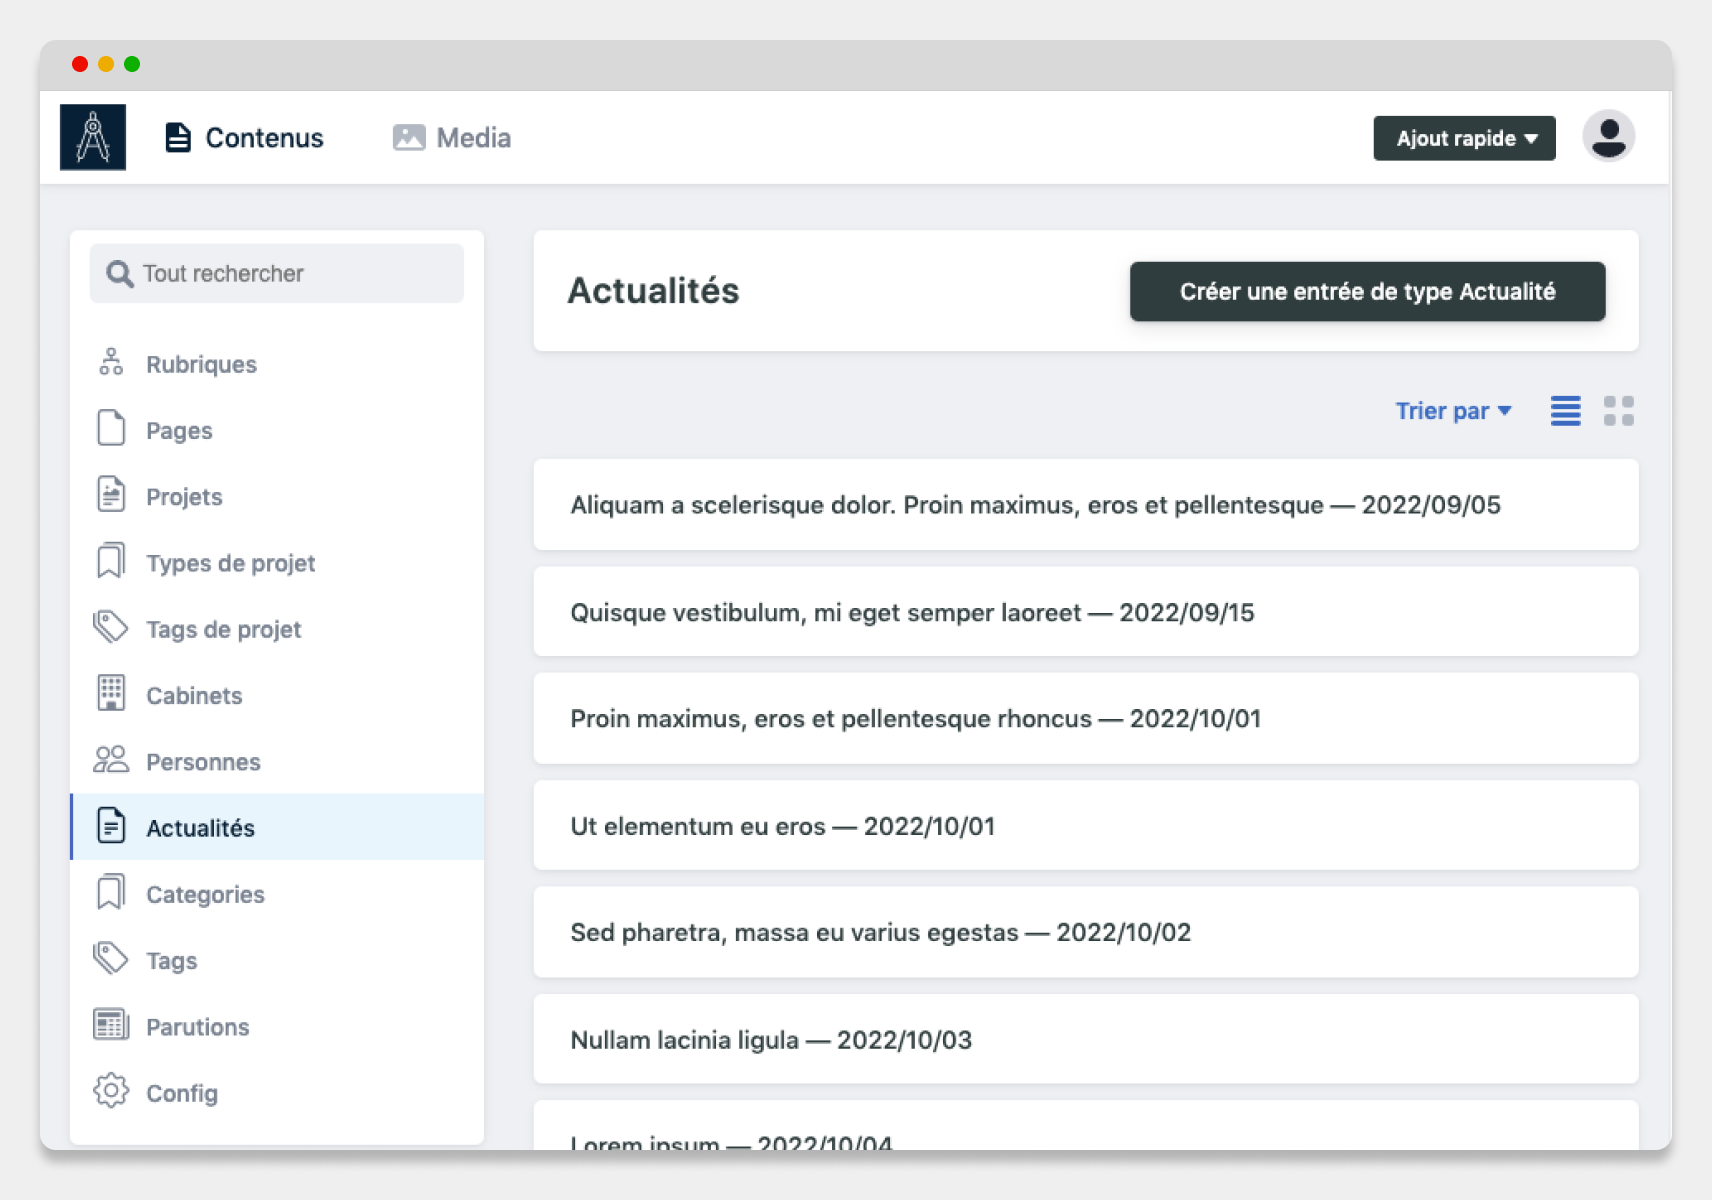 Contenus
Media
Ajout rapide
Tout rechercher
Rubriques
Pages
Projets
Types de projet
Tags de projet
Cabinets
Personnes
Actualités
Categories
Tags
Parutions
Config
Actualités
Créer une entrée de type Actualité
Trier par
Aliquam a scelerisque dolor. Proin maximus, eros et pellentesque — 2022/09/05
Quisque vestibulum, mi eget semper laoreet — 2022/09/15
Proin maximus, eros et pellentesque rhoncus — 2022/10/01
Ut elementum eu eros — 2022/10/01
Sed pharetra, massa eu varius egestas — 2022/10/02
Nullam lacinia ligula — 2022/10/03
Lorem ipsum — 2022/10/04